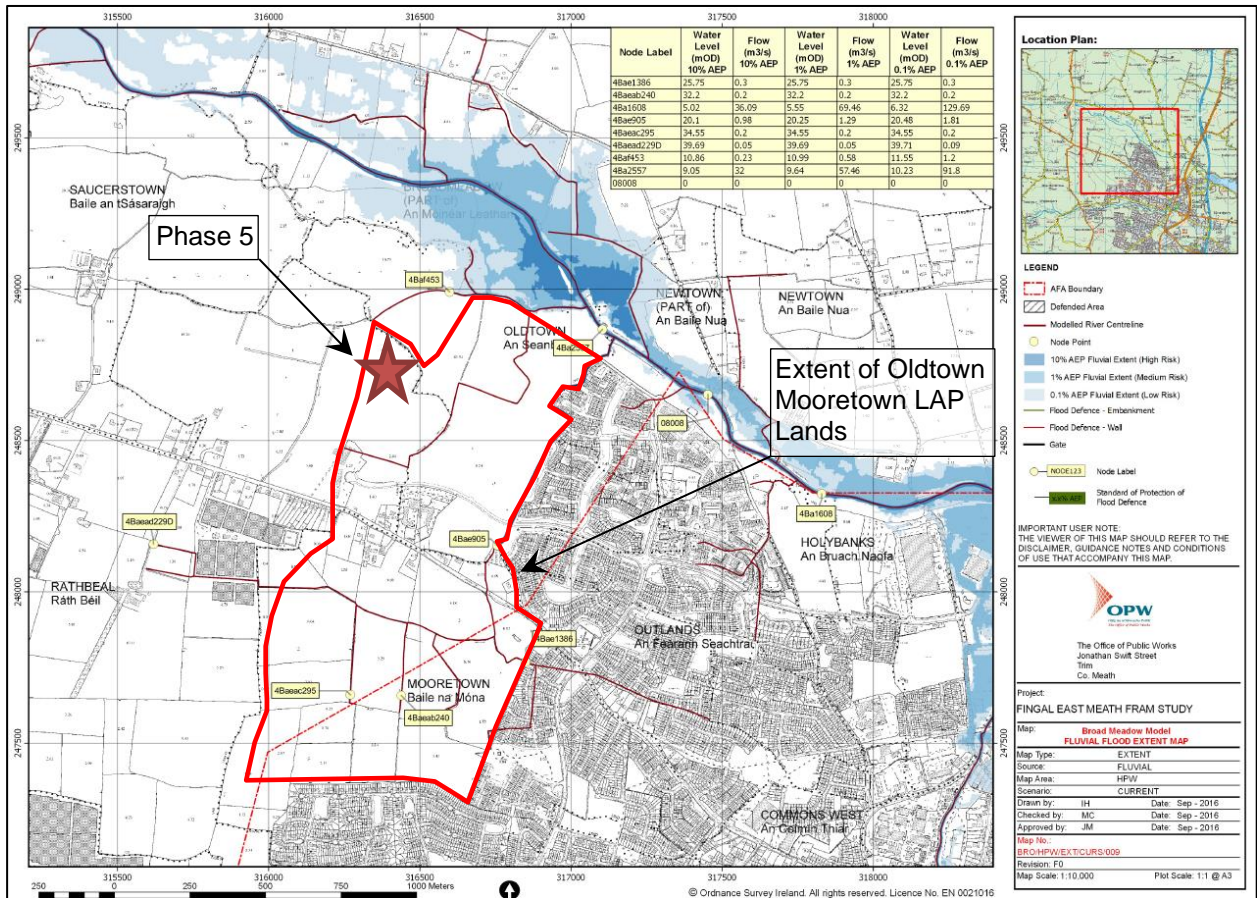 315500 316000 316500 317000 317500 318000
Node Label Water Level (mOD) 10% AEP Flow (m3/s) 10% AEP Water Level (mOD) 1% AEP Flow (m3/s) 1% AEP Water Level (mOD) 0.1% AEP Flow (m3/s) 0.1% AEP
4Bae1386 25.75 0.3 25.75 0.3 25.75 0.3
4Baeab240 32.2 0.2 32.2 0.2 32.2 0.2
4Ba1608 5.02 36.09 5.55 69.46 6.32 129.69
4Bae905 20.1 0.98 20.25 1.29 20.48 1.81
4Baeac295 34.55 0.2 34.55 0.2 34.55 0.2
4Baead229D 39.69 0.05 39.69 0.05 39.71 0.09
4Baf453 10.86 0.23 10.99 0.58 11.55 1.2
4Ba2557 9.05 32 9.64 57.46 10.23 91.8
08008 0 0 0 0 0 0
249500 249500
SAUCERSTOWN
Baile an tSásaraigh
(PART of)
An Móinéar Leathan
Phase 5
249000 249000
4Baf453
NEWTOWN
(PART of)
An Baile Nua
NEWTOWN
An Baile Nua
OLDTOWN
An Seanb
4Ba2557
Extent of Oldtown
Mooretown LAP
Lands
248500 248500
08008
4Ba1608
4Baead229D
4Bae905
HOLYBANKS
An Bruach Naofa
RATHBEAL
Ráth Béil
248000 248000
4Bae1386
OUTLANDS
An Fearann Seachtrach
4Baeac295
MOORETOWN
Baile na Móna
4Baeab240
247500 247500
COMMONS WEST
An Coimín Thiar
315500 316000 316500 317000 317500 318000
250 125 0 250 500 750 1000 Meters
© Ordnance Survey Ireland. All rights reserved. Licence No. EN 0021016
Location Plan:
LEGEND
AFA Boundary
Defended Area
Modelled River Centreline
Node Point
10% AEP Fluvial Extent (High Risk)
1% AEP Fluvial Extent (Medium Risk)
0.1% AEP Fluvial Extent (Low Risk)
Flood Defence - Embankment
Flood Defence - Wall
Gate
NODE123 Node Label
x.x% AEP Standard of Protection of
Flood Defence
IMPORTANT USER NOTE:
THE VIEWER OF THIS MAP SHOULD REFER TO THE
DISCLAIMER, GUIDANCE NOTES AND CONDITIONS
OF USE THAT ACCOMPANY THIS MAP.
OPW
The Office of Public Works
Jonathan Swift Street
Trim
Co. Meath
Project:
FINGAL EAST MEATH FRAM STUDY
Map: Broad Meadow Model
FLUVIAL FLOOD EXTENT MAP
Map Type: EXTENT
Source: FLUVIAL
Map Area: HPW
Scenario: CURRENT
Drawn by: IH Date: Sep - 2016
Checked by: MC Date: Sep - 2016
Approved by: JM Date: Sep - 2016
Map No.:
BRO/HPW/EXT/CURS/009
Revision: F0
Map Scale: 1:10,000 Plot Scale: 1:1 @ A3